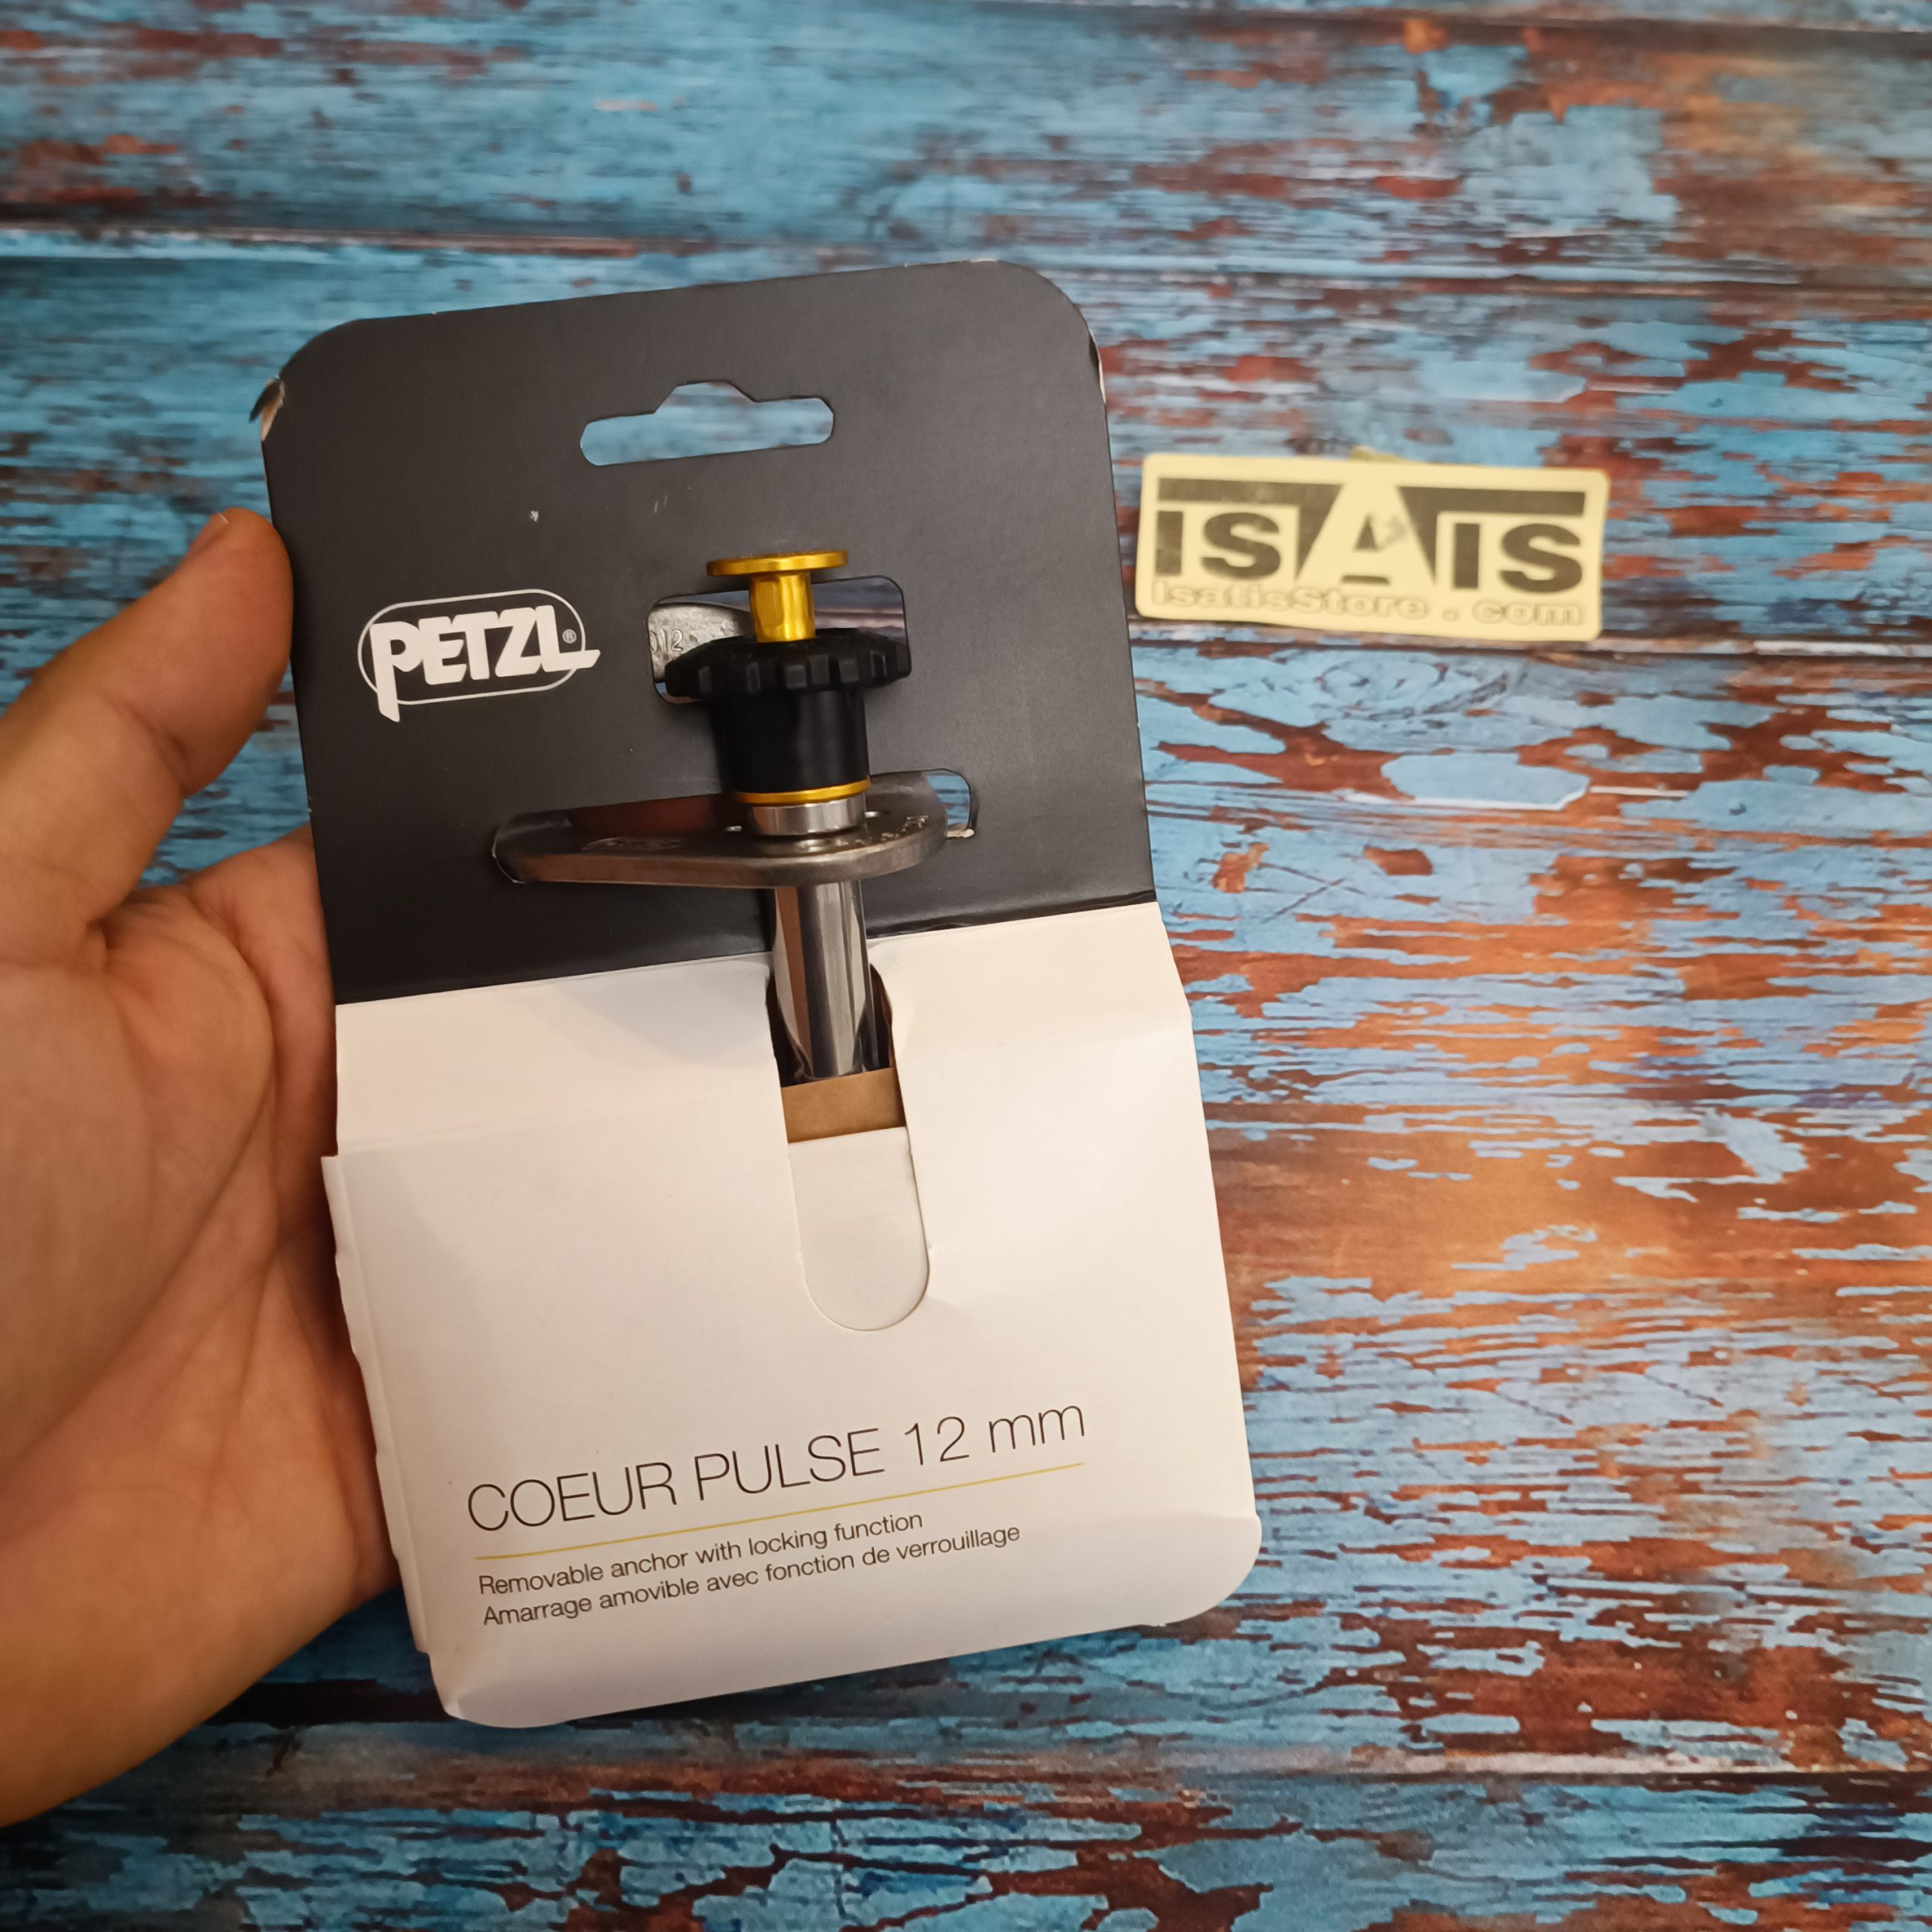 PETZL®
COEUR PULSE 12 mm
Removable anchor with locking function
Amarrage amovible avec fonction de verrouillage
ISATIS
IsatisStore.com